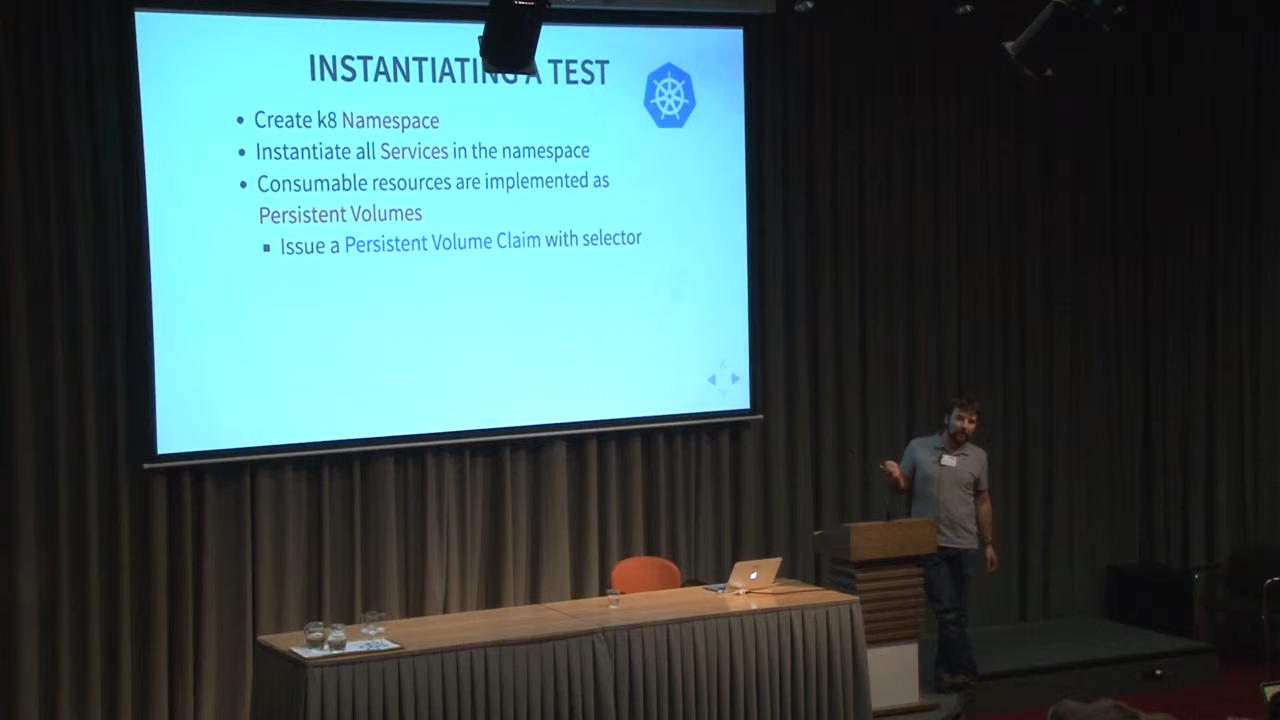 INSTANTIATING A TEST
Create k8 Namespace
Instantiate all Services in the namespace
Consumable resources are implemented as
Persistent Volumes
Issue a Persistent Volume Claim with selector